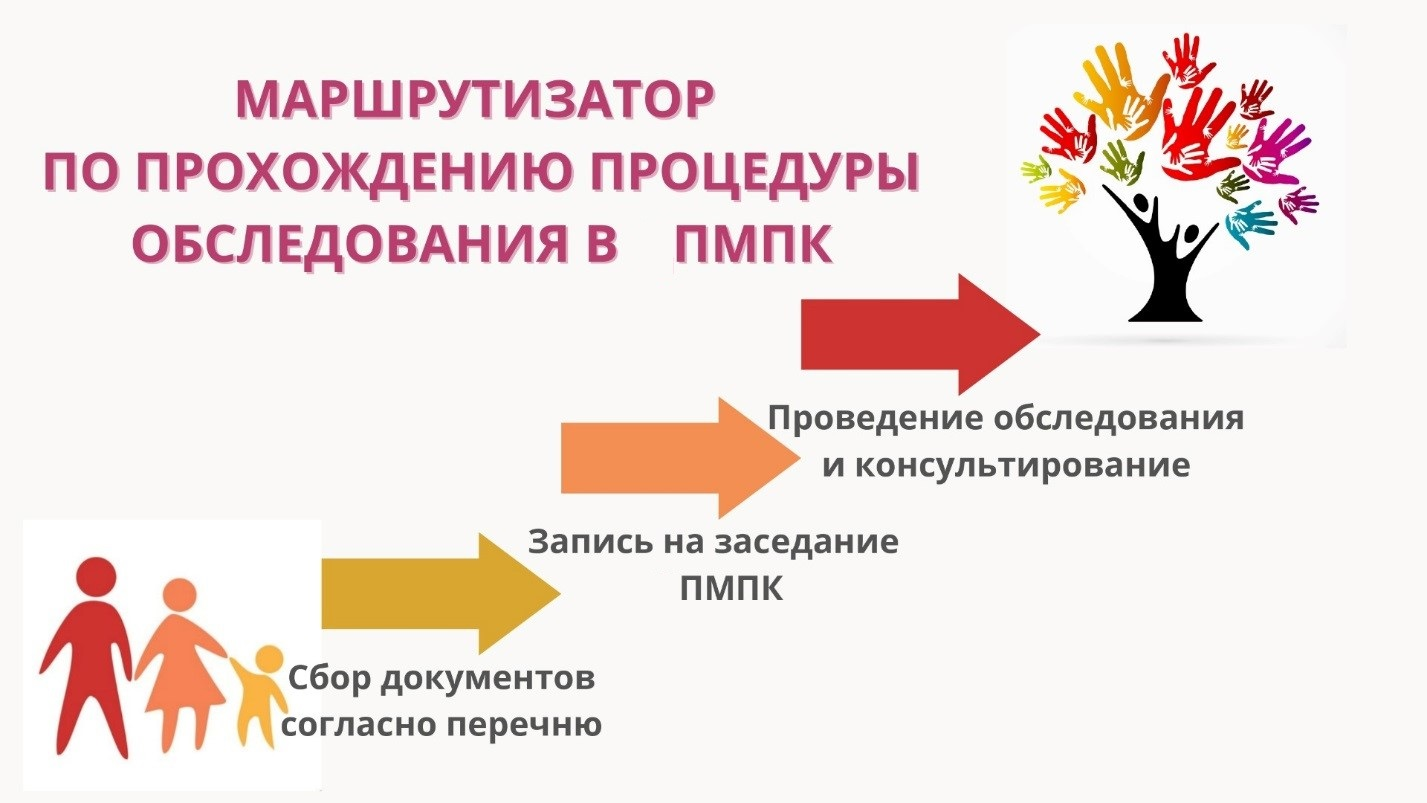 МАРШРУТИЗАТОР
ПО ПРОХОЖДЕНИЮ ПРОЦЕДУРЫ
ОБСЛЕДОВАНИЯ В ПМПК
Проведение обследования
и консультирование
Запись на заседание
ПМПК
Сбор документов
согласно перечню